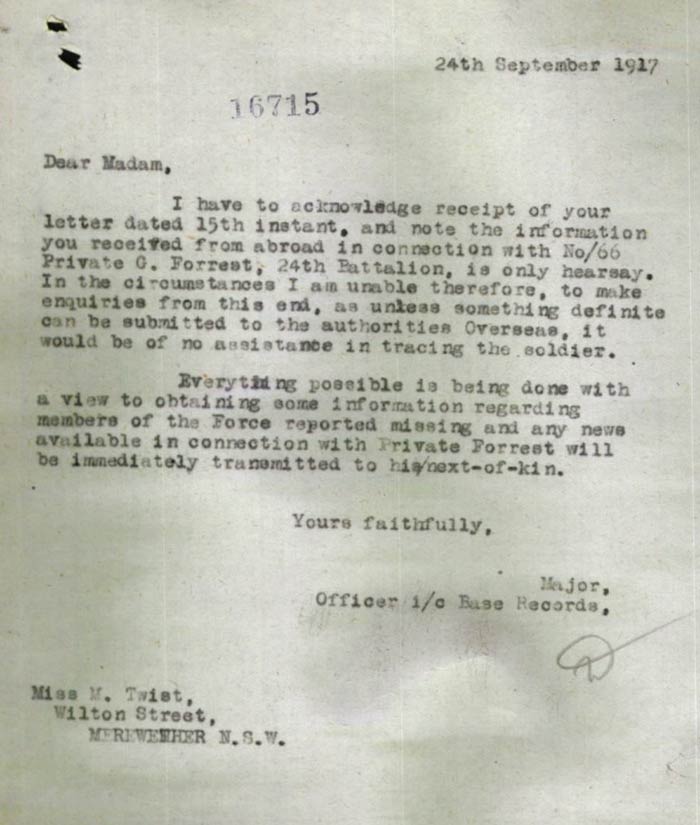 24th September 1917
16715
Dear Madam,
I have to acknowledge receipt of your
letter dated 15th instant, and note the information
you received from abroad in connection with No/66
Private G. Forrest, 24th Battalion, is only hearsay.
In the circumstances I am unable therefore, to make
enquiries from this end, as unless something definite
can be submitted to the authorities Overseas, it
would be of no assistance in tracing the soldier.
Everything possible is being done with
a view to obtaining some information regarding
members of the Force reported missing and any news
available in connection with Private Forrest will
be immediately transmitted to his/next-of-kin.
Yours faithfully,
Major,
Officer i/c Base Records,
Miss M. Twist,
Wilton Street,
MEREWENHER N.S.W.